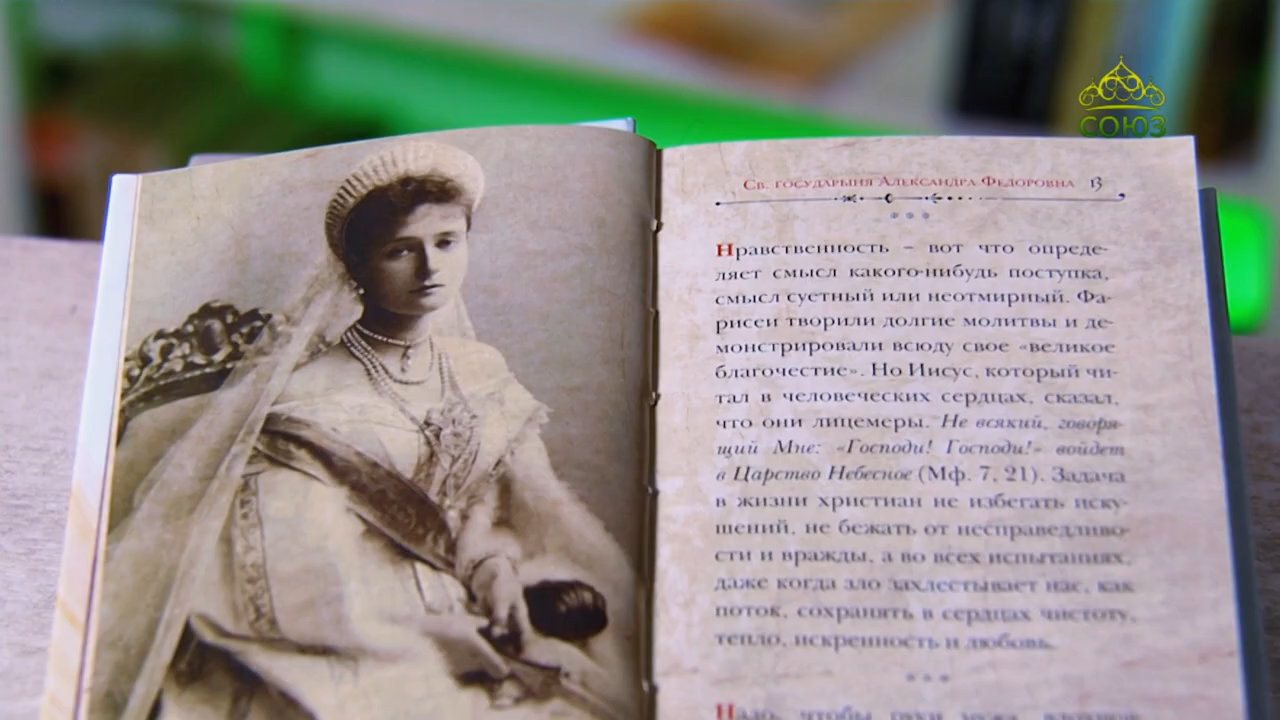 СОЮЗ
Св. государыня Александра Федоровна 13
Нравственность – вот что опреде-
ляет смысл какого-нибудь поступка,
смысл суетный или неотмирный. Фа-
рисеи творили долгие молитвы и де-
монстрировали всюду свое «великое
благочестие». Но Иисус, который чи-
тал в человеческих сердцах, сказал,
что они лицемеры. Не всякий, говоря-
щий Мне: «Господи! Господи!» войдет
в Царство Небесное (Мф. 7, 21). Задача
в жизни христиан не избегать иску-
шений, не бежать от несправедливо-
сти и вражды, а во всех испытаниях,
даже когда зло захлестывает нас, как
поток, сохранять в сердцах чистоту,
тепло, искренность и любовь.
Надо, чтобы руки мужа,